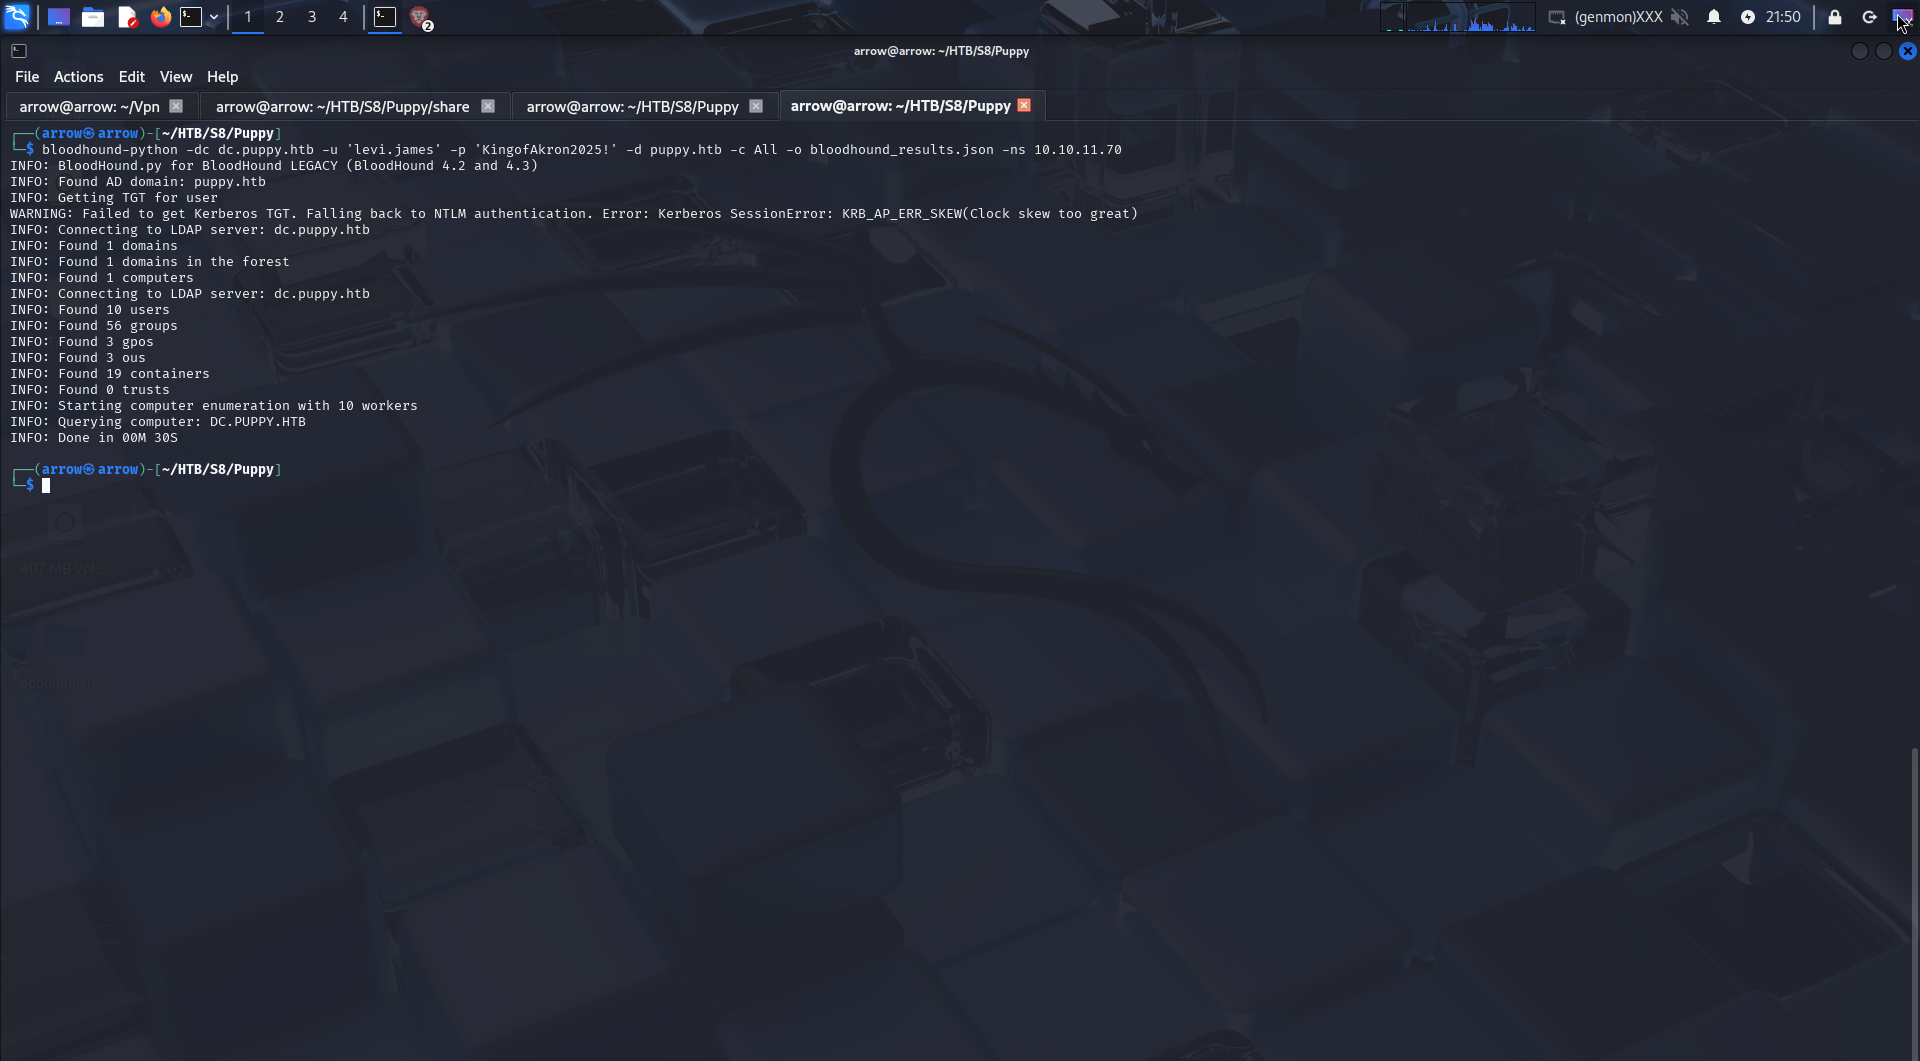 1 2 3 4 2 (genmon)XXX 21:50
arrow@arrow: ~/HTB/S8/Puppy
File Actions Edit View Help
arrow@arrow: ~/Vpn arrow@arrow: ~/HTB/S8/Puppy/share arrow@arrow: ~/HTB/S8/Puppy arrow@arrow: ~/HTB/S8/Puppy
┌──(arrow㉿arrow)-[~/HTB/S8/Puppy]
└─$ bloodhound-python -dc dc.puppy.htb -u 'levi.james' -p 'KingofAkron2025!' -d puppy.htb -c All -o bloodhound_results.json -ns 10.10.11.70
INFO: BloodHound.py for BloodHound LEGACY (BloodHound 4.2 and 4.3)
INFO: Found AD domain: puppy.htb
INFO: Getting TGT for user
WARNING: Failed to get Kerberos TGT. Falling back to NTLM authentication. Error: Kerberos SessionError: KRB_AP_ERR_SKEW(Clock skew too great)
INFO: Connecting to LDAP server: dc.puppy.htb
INFO: Found 1 domains
INFO: Found 1 domains in the forest
INFO: Found 1 computers
INFO: Connecting to LDAP server: dc.puppy.htb
INFO: Found 10 users
INFO: Found 56 groups
INFO: Found 3 gpos
INFO: Found 3 ous
INFO: Found 19 containers
INFO: Found 0 trusts
INFO: Starting computer enumeration with 10 workers
INFO: Querying computer: DC.PUPPY.HTB
INFO: Done in 00M 30S
┌──(arrow㉿arrow)-[~/HTB/S8/Puppy]
└─$
407 MB Vol...